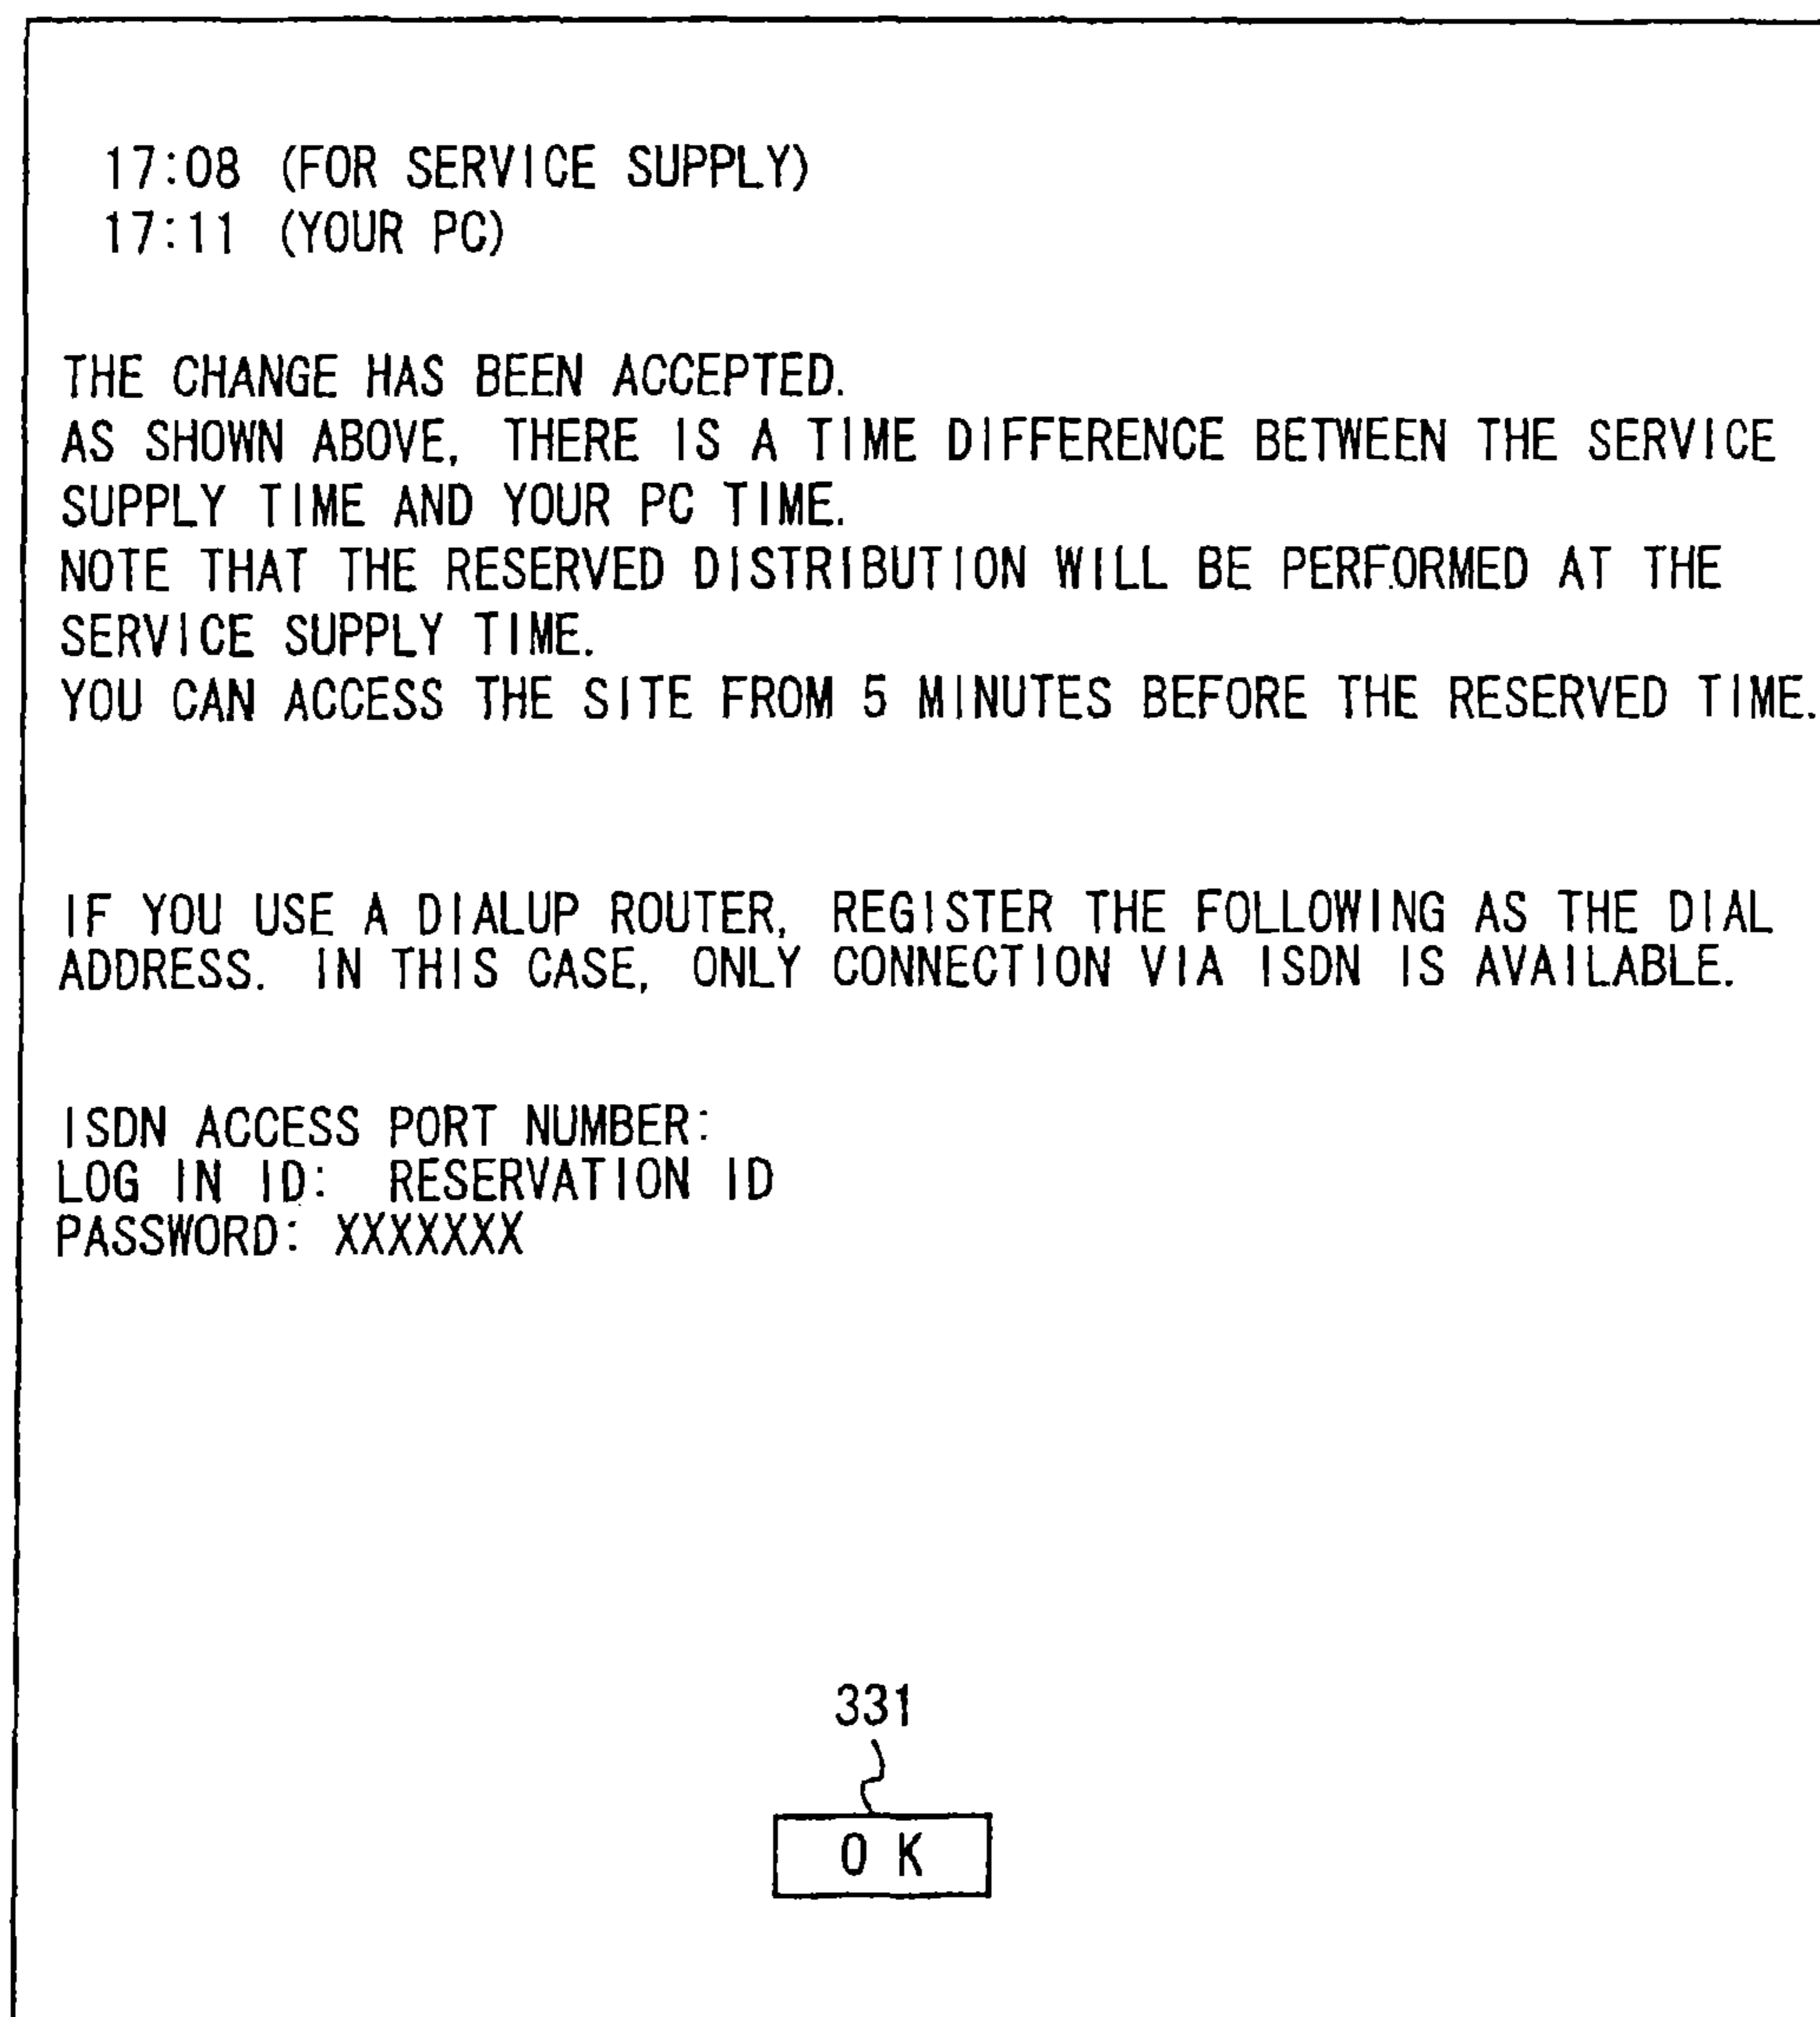 17:08 (FOR SERVICE SUPPLY)
17:11 (YOUR PC)
THE CHANGE HAS BEEN ACCEPTED.
AS SHOWN ABOVE, THERE IS A TIME DIFFERENCE BETWEEN THE SERVICE
SUPPLY TIME AND YOUR PC TIME.
NOTE THAT THE RESERVED DISTRIBUTION WILL BE PERFORMED AT THE
SERVICE SUPPLY TIME.
YOU CAN ACCESS THE SITE FROM 5 MINUTES BEFORE THE RESERVED TIME.
IF YOU USE A DIALUP ROUTER, REGISTER THE FOLLOWING AS THE DIAL
ADDRESS. IN THIS CASE, ONLY CONNECTION VIA ISDN IS AVAILABLE.
ISDN ACCESS PORT NUMBER:
LOG IN ID: RESERVATION ID
PASSWORD: XXXXXXX
331
OK